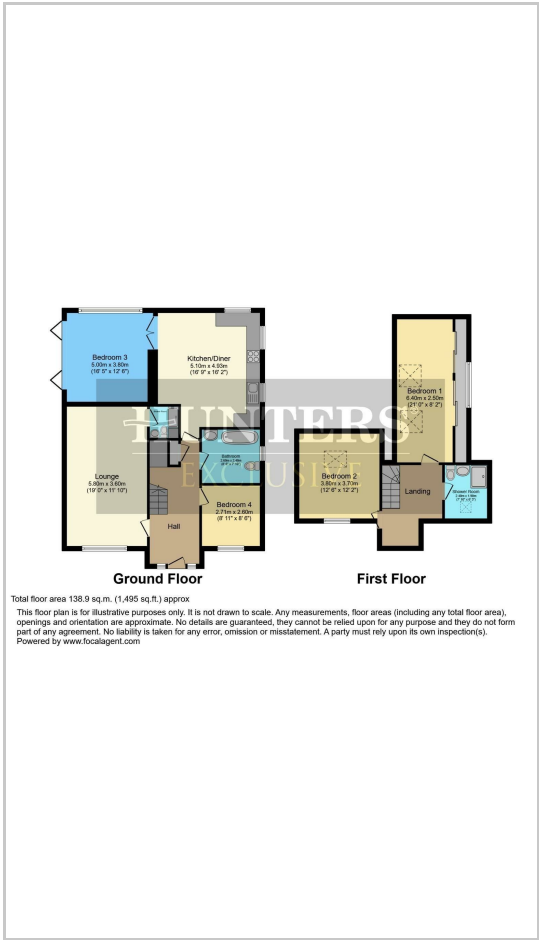 Bedroom 3
5.00m x 3.80m
(16' 5" x 12' 6")
Kitchen/Diner
5.10m x 4.93m
(16' 9" x 16' 2")
Bedroom 1
6.40m x 2.50m
(21' 0" x 8' 2")
HUNTERS
EXCLUSIVE
Lounge
5.80m x 3.60m
(19' 0" x 11' 10")
Bathroom
Bedroom 4
2.71m x 2.60m
(8' 11" x 8' 6")
Hall
Bedroom 2
3.80m x 3.70m
(12' 6" x 12' 2")
Landing
Shower Room
Ground Floor
First Floor
Total floor area 138.9 sq.m. (1,495 sq.ft.) approx
This floor plan is for illustrative purposes only. It is not drawn to scale. Any measurements, floor areas (including any total floor area),
openings and orientation are approximate. No details are guaranteed, they cannot be relied upon for any purpose and they do not form
part of any agreement. No liability is taken for any error, omission or misstatement. A party must rely upon its own inspection(s).
Powered by www.focalagent.com